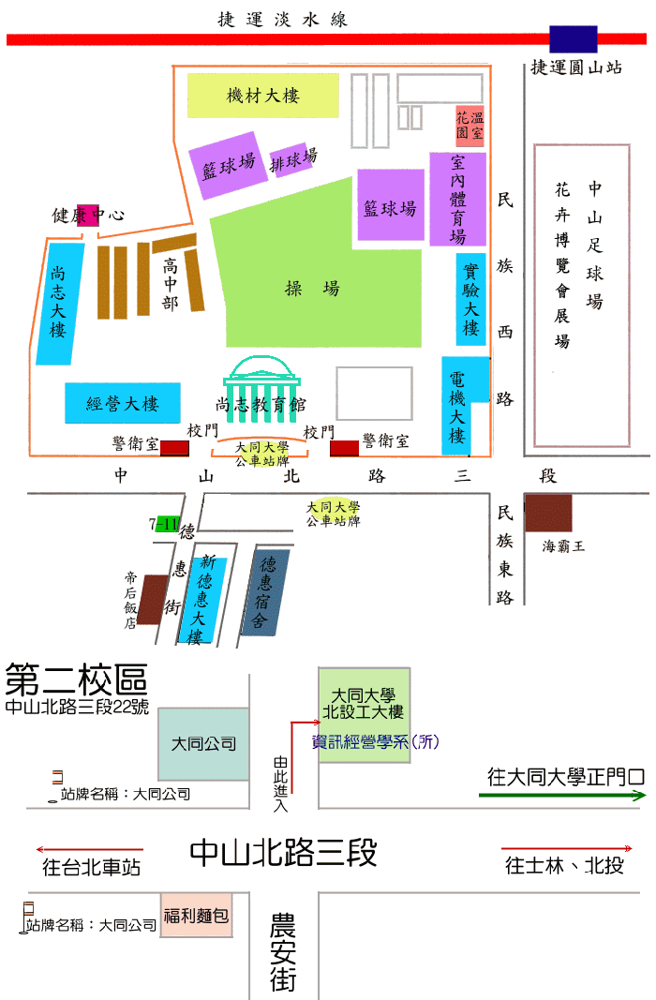 捷運淡水線
捷運圓山站
機材大樓
花園
溫室
籃球場
排球場
籃球場
室內體育場
民族西路
中山足球場
花卉博覽會展場
健康中心
尚志大樓
高中部
操場
實驗大樓
經營大樓
尚志教育館
電機大樓
警衛室
校門
大同大學
公車站牌
校門
警衛室
中山北路三段
7-11
德惠街
大同大學
公車站牌
民族東路
海霸王
帝后飯店
新德惠大樓
德惠宿舍
第二校區
中山北路三段22號
大同公司
大同大學
北設工大樓
資訊經營學系(所)
由此進入
站牌名稱：大同公司
往大同大學正門口
中山北路三段
往台北車站
往士林、北投
站牌名稱：大同公司
福利麵包
農安街